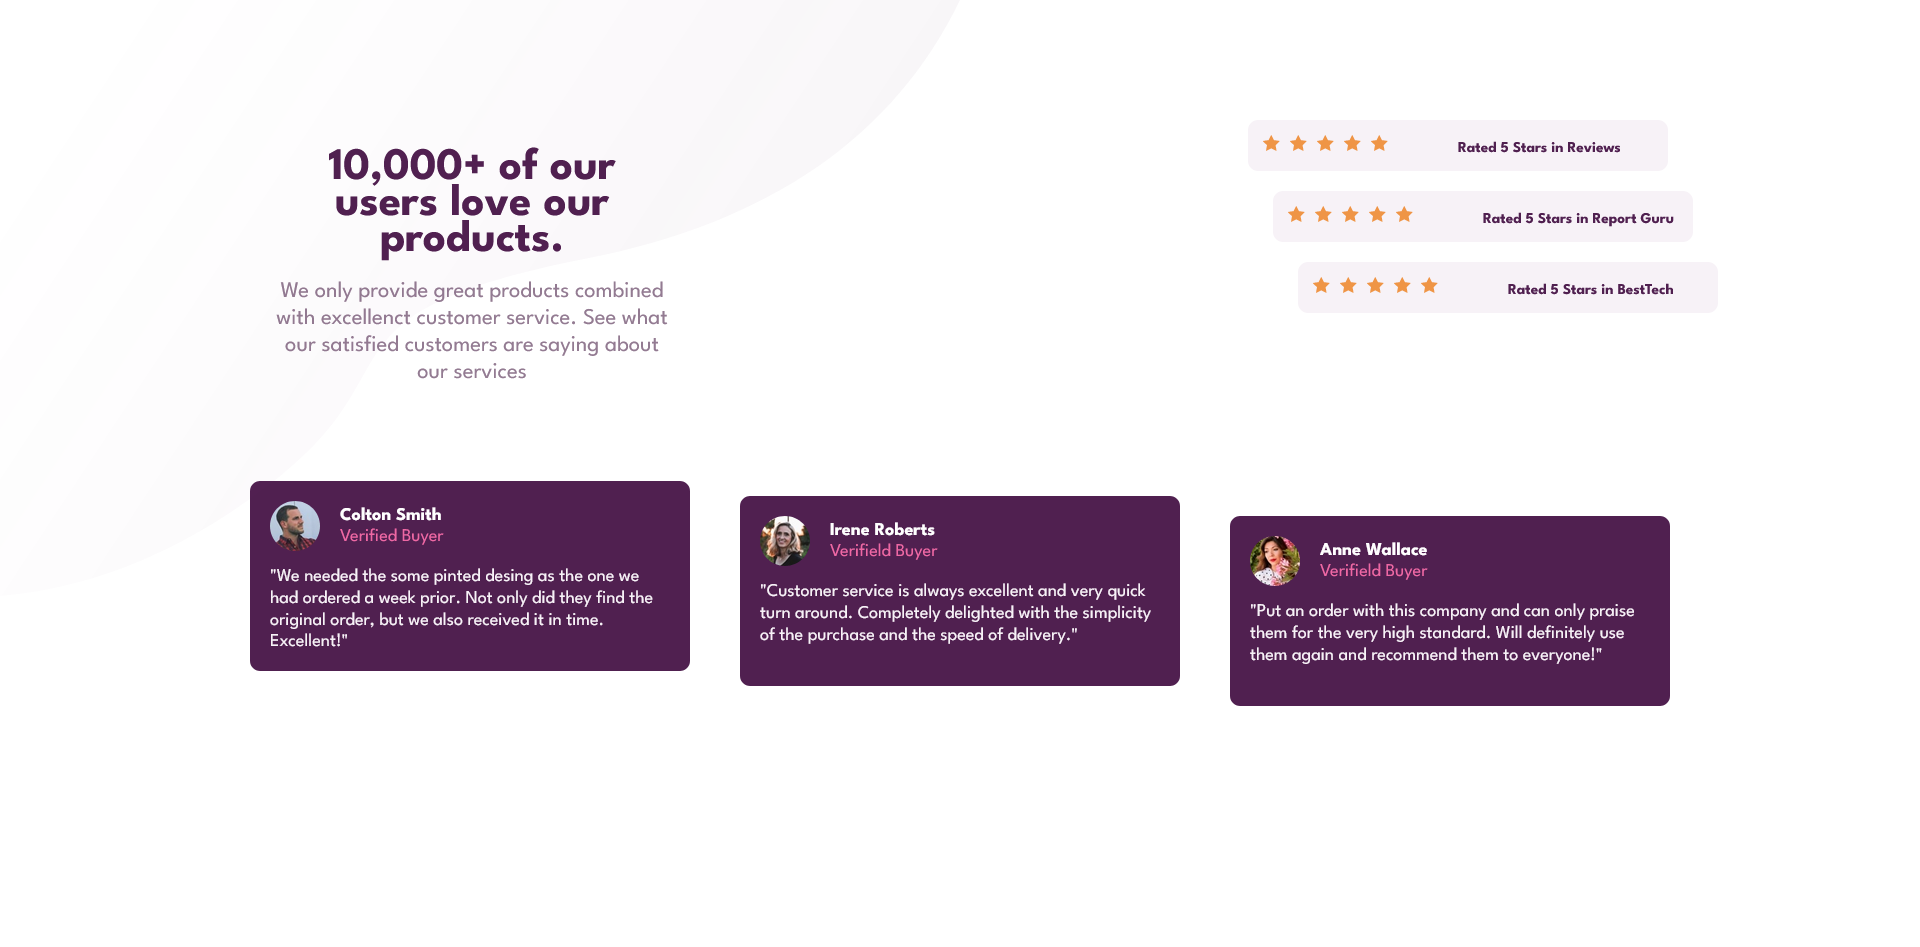 10,000+ of our
users love our
products.
We only provide great products combined
with excellenct customer service. See what
our satisfied customers are saying about
our services
Rated 5 Stars in Reviews
Rated 5 Stars in Report Guru
Rated 5 Stars in BestTech
Colton Smith
Verified Buyer
"We needed the some pinted desing as the one we
had ordered a week prior. Not only did they find the
original order, but we also received it in time.
Excellent!"
Irene Roberts
Verifield Buyer
"Customer service is always excellent and very quick
turn around. Completely delighted with the simplicity
of the purchase and the speed of delivery."
Anne Wallace
Verifield Buyer
"Put an order with this company and can only praise
them for the very high standard. Will definitely use
them again and recommend them to everyone!"